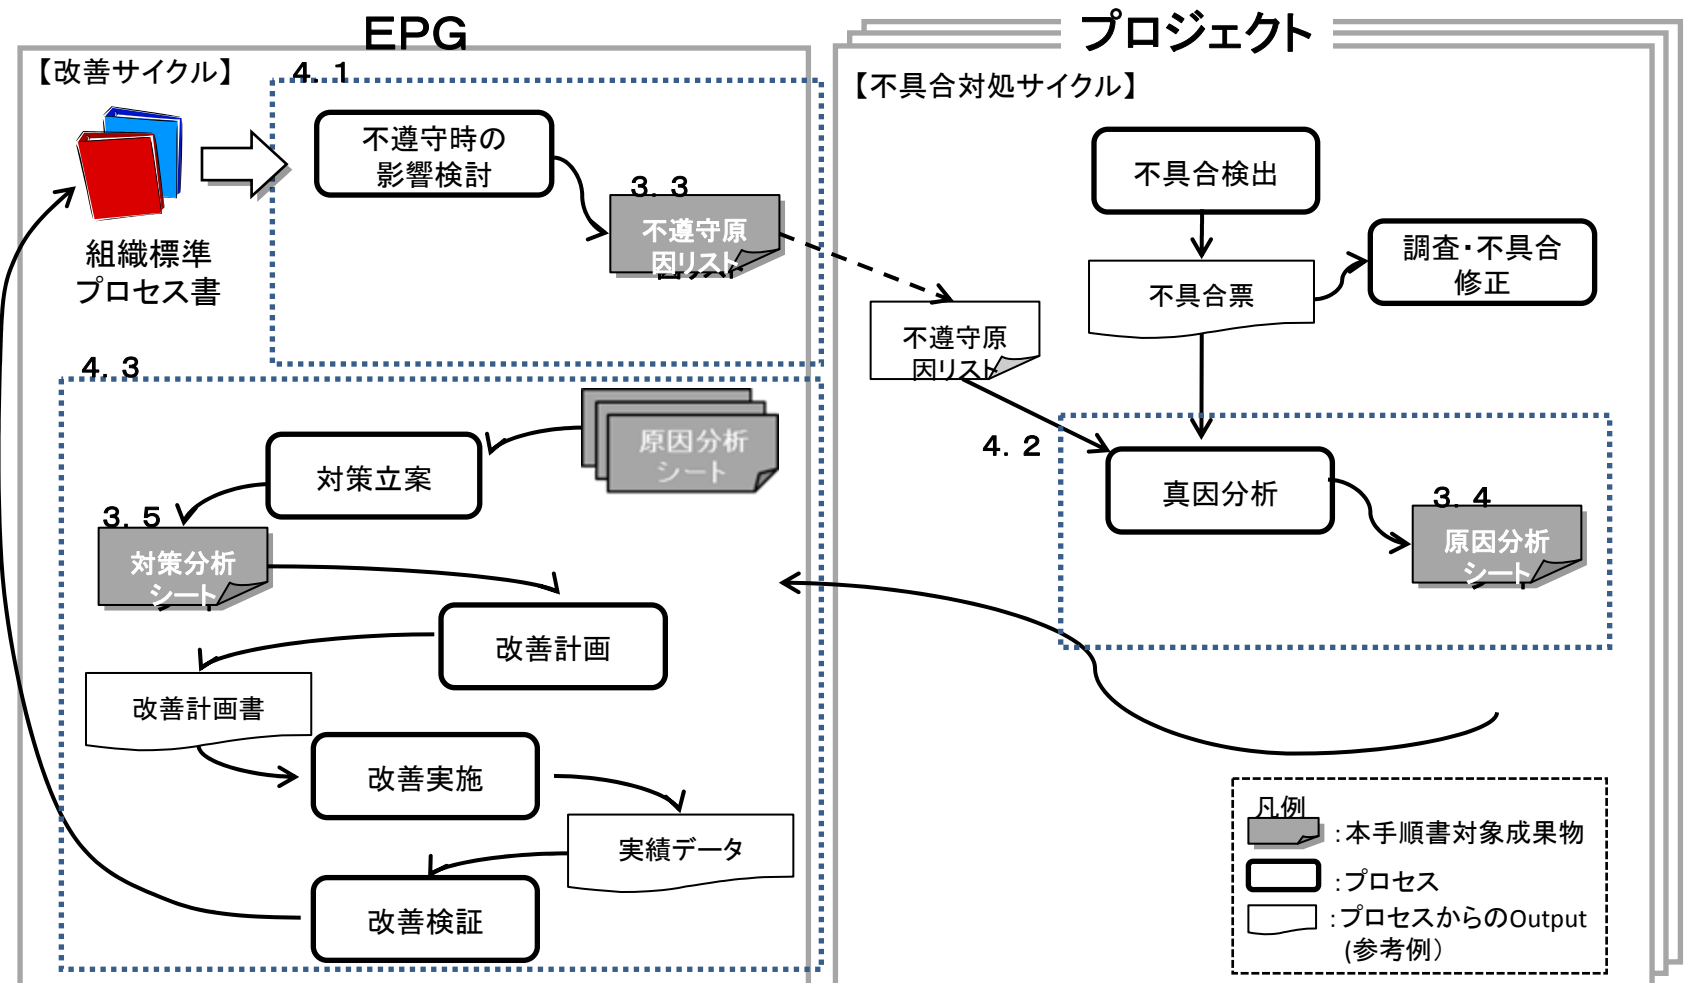 EPG
【改善サイクル】
4. 1
不遵守時の
影響検討
3. 3
不遵守原
因リスト
組織標準
プロセス書
4. 3
原因分析
シート
対策立案
3. 5
対策分析
シート
改善計画
改善計画書
改善実施
実績データ
改善検証
プロジェクト
【不具合対処サイクル】
不具合検出
不具合票
調査・不具合
修正
不遵守原
因リスト
4. 2
真因分析
3. 4
原因分析
シート
凡例
:本手順書対象成果物
:プロセス
:プロセスからのOutput
(参考例)